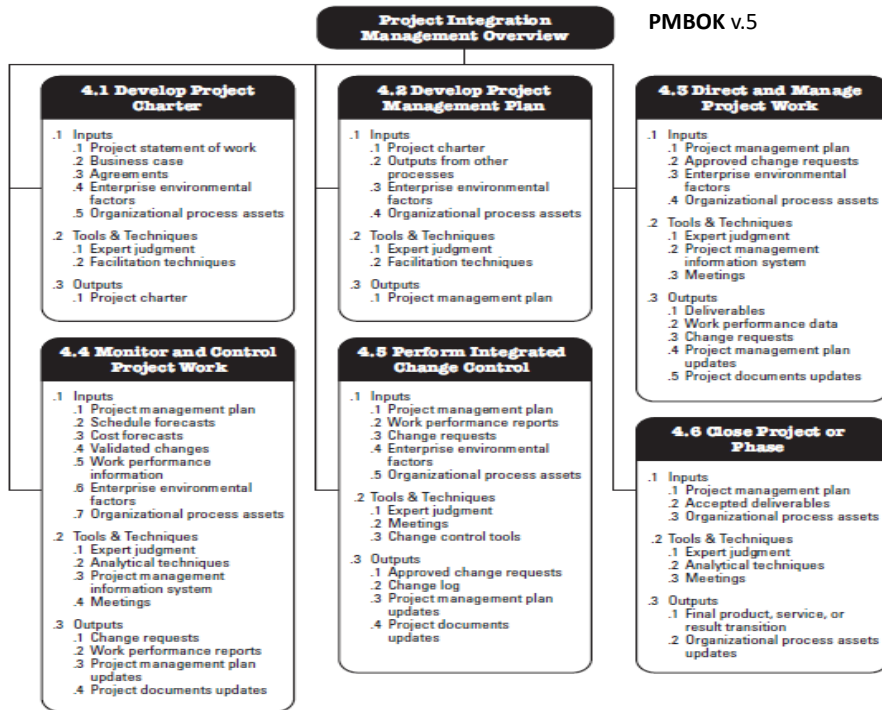 Project Integration
Management Overview
PMBOK v.5
4.1 Develop Project
Charter
.1 Inputs
.1 Project statement of work
.2 Business case
.3 Agreements
.4 Enterprise environmental
factors
.5 Organizational process assets
.2 Tools & Techniques
.1 Expert judgment
.2 Facilitation techniques
.3 Outputs
.1 Project charter
4.2 Develop Project
Management Plan
.1 Inputs
.1 Project charter
.2 Outputs from other
processes
.3 Enterprise environmental
factors
.4 Organizational process assets
.2 Tools & Techniques
.1 Expert judgment
.2 Facilitation techniques
.3 Outputs
.1 Project management plan
4.3 Direct and Manage
Project Work
.1 Inputs
.1 Project management plan
.2 Approved change requests
.3 Enterprise environmental
factors
.4 Organizational process assets
.2 Tools & Techniques
.1 Expert judgment
.2 Project management
information system
.3 Meetings
.3 Outputs
.1 Deliverables
.2 Work performance data
.3 Change requests
.4 Project management plan
updates
.5 Project documents updates
4.4 Monitor and Control
Project Work
.1 Inputs
.1 Project management plan
.2 Schedule forecasts
.3 Cost forecasts
.4 Validated changes
.5 Work performance
information
.6 Enterprise environmental
factors
.7 Organizational process assets
.2 Tools & Techniques
.1 Expert judgment
.2 Analytical techniques
.3 Project management
information system
.4 Meetings
.3 Outputs
.1 Change requests
.2 Work performance reports
.3 Project management plan
updates
.4 Project documents updates
4.5 Perform Integrated
Change Control
.1 Inputs
.1 Project management plan
.2 Work performance reports
.3 Change requests
.4 Enterprise environmental
factors
.5 Organizational process assets
.2 Tools & Techniques
.1 Expert judgment
.2 Meetings
.3 Change control tools
.3 Outputs
.1 Approved change requests
.2 Change log
.3 Project management plan
updates
.4 Project documents
updates
4.6 Close Project or
Phase
.1 Inputs
.1 Project management plan
.2 Accepted deliverables
.3 Organizational process assets
.2 Tools & Techniques
.1 Expert judgment
.2 Analytical techniques
.3 Meetings
.3 Outputs
.1 Final product, service, or
result transition
.2 Organizational process assets
updates